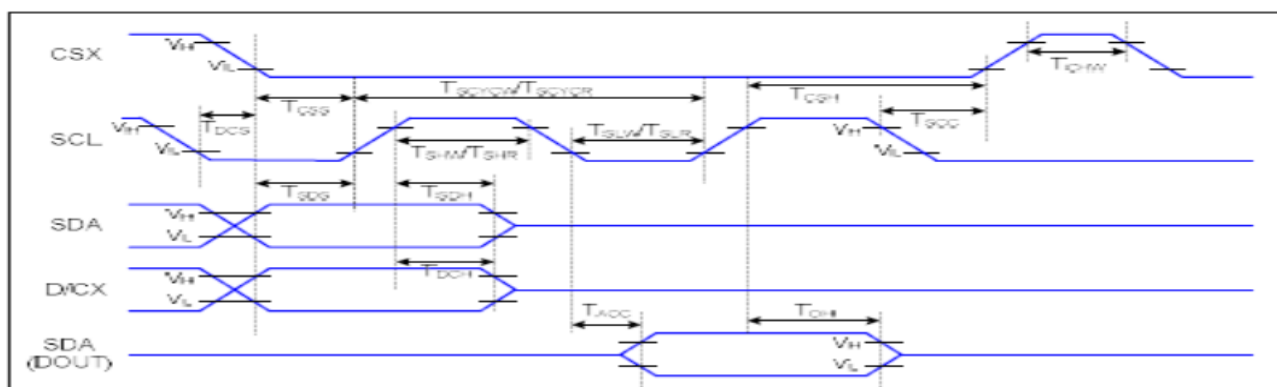 CSX
VIH
VIL
TCHW
TSCYCW/TSCYCR
TCSS
TCSH
TDCS
TSCC
SCL
VIH
VIL
TSLW/TSLR
VIH
VIL
TSHW/TSHR
TSDS
TSDH
SDA
VIH
VIL
TDCH
D/CX
VIH
VIL
TACC
TOH
SDA
(DOUT)
VIH
VIL